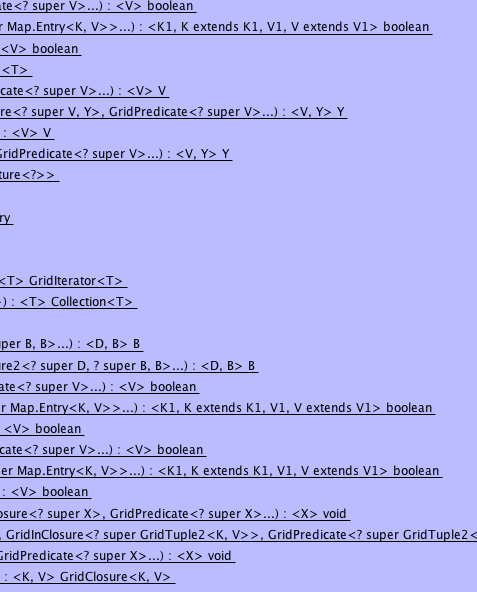 ate<? super V>...) : <V> boolean
r Map.Entry<K, V>>...) : <K1, K extends K1, V1, V extends V1> boolean
<V> boolean
<T>
cate<? super V>...) : <V> V
re<? super V, Y>, GridPredicate<? super V>...) : <V, Y> Y
: <V> V
GridPredicate<? super V>...) : <V, Y> Y
ture<?>>
ry
<T> GridIterator<T>
>) : <T> Collection<T>
uper B, B>...) : <D, B> B
ure2<? super D, ? super B, B>...) : <D, B> B
ate<? super V>...) : <V> boolean
r Map.Entry<K, V>>...) : <K1, K extends K1, V1, V extends V1> boolean
<V> boolean
cate<? super V>...) : <V> boolean
er Map.Entry<K, V>>...) : <K1, K extends K1, V1, V extends V1> boolean
: <V> boolean
osure<? super X>, GridPredicate<? super X>...) : <X> void
, GridInClosure<? super GridTuple2<K, V>>, GridPredicate<? super GridTuple2<
GridPredicate<? super X>...) : <X> void
: <K, V> GridClosure<K, V>